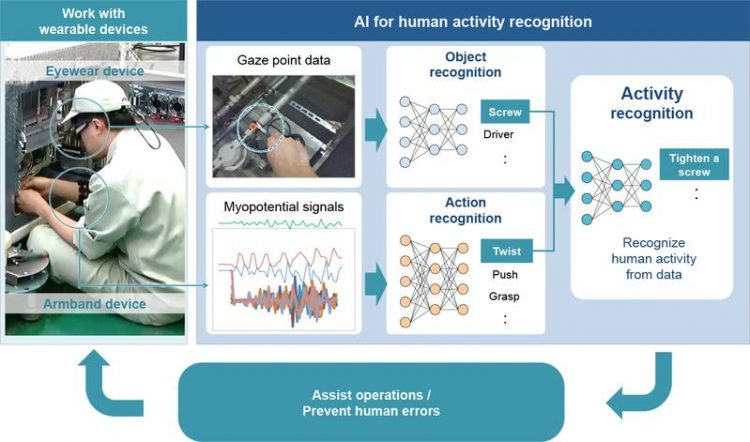 Work with
wearable devices
Eyewear device
Armband device
AI for human activity recognition
Gaze point data
Object
recognition
Screw
Driver
:
Myopotential signals
Action
recognition
Twist
Push
Grasp
:
Activity
recognition
Tighten a
screw
:
Recognize
human activity
from data
Assist operations /
Prevent human errors